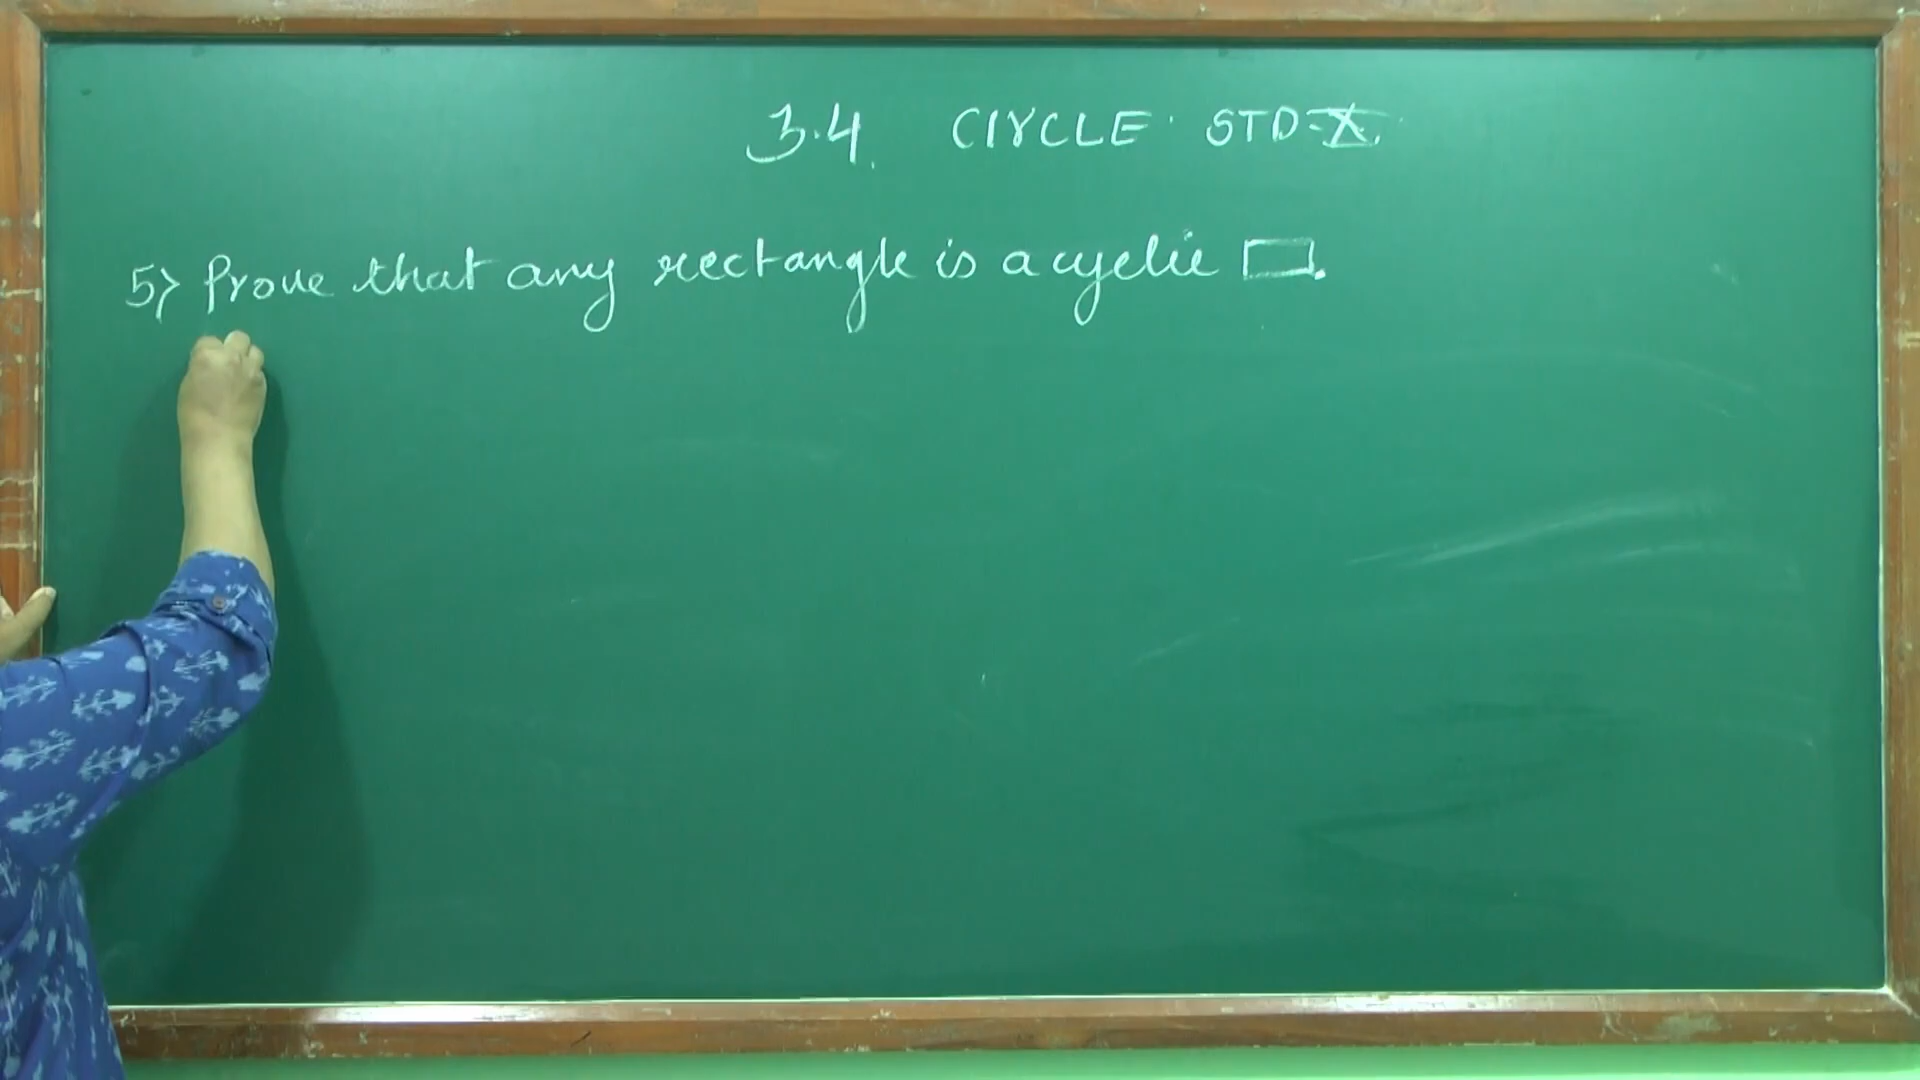 3.4. CIRCLE STD-X.
5) Prove that any rectangle is a cyclic ▭.